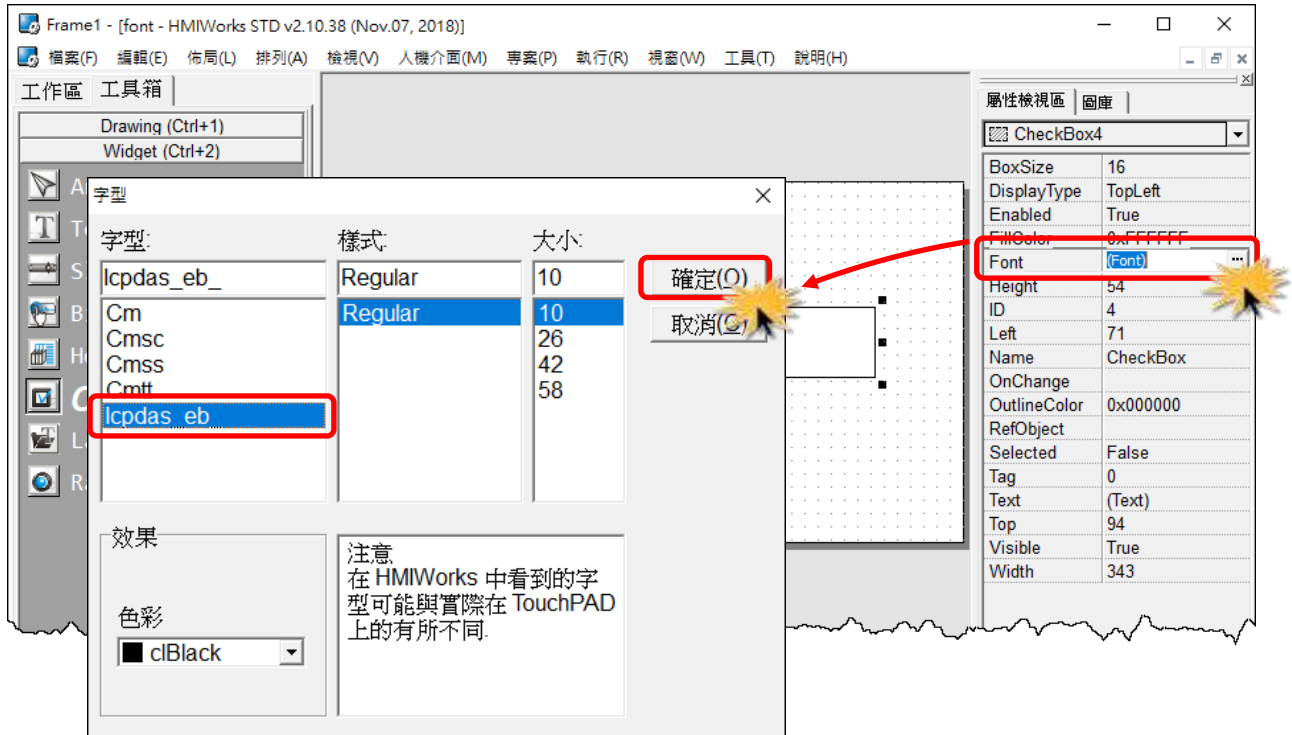 Frame1 - [font - HMIWorks STD v2.10.38 (Nov.07, 2018)]
檔案(F) 編輯(E) 佈局(L) 排列(A) 檢視(V) 人機介面(M) 專案(P) 執行(R) 視窗(W) 工具(T) 說明(H)
工作區 工具箱
Drawing (Ctrl+1)
Widget (Ctrl+2)
字型
字型:
樣式:
大小:
Icpdas_eb_
Regular
10
確定(O)
取消(C)
Cm
Cmsc
Cmss
Cmtt
Icpdas_eb_
Regular
10
26
42
58
效果
色彩
clBlack
注意
在 HMIWorks 中看到的字
型可能與實際在 TouchPAD
上的有所不同.
屬性檢視區 圖庫
CheckBox4
BoxSize 16
DisplayType TopLeft
Enabled True
FillColor 0xFFFFFF
Font (Font) ...
Height 54
ID 4
Left 71
Name CheckBox
OnChange
OutlineColor 0x000000
RefObject
Selected False
Tag 0
Text (Text)
Top 94
Visible True
Width 343